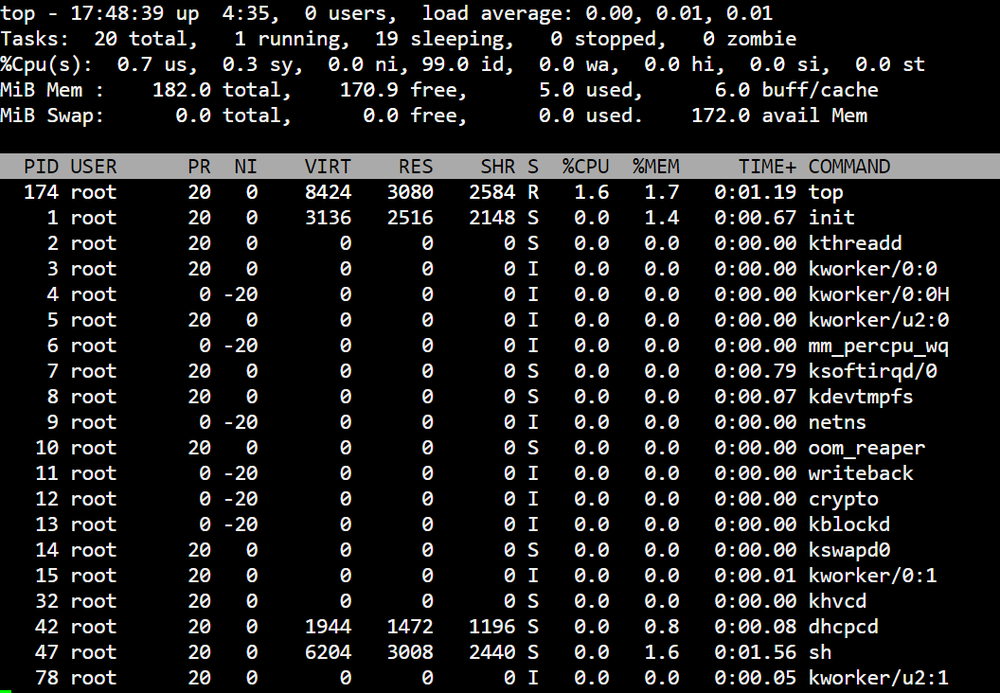 top - 17:48:39 up  4:35,  0 users,  load average: 0.00, 0.01, 0.01
Tasks:  20 total,   1 running,  19 sleeping,   0 stopped,   0 zombie
%Cpu(s):  0.7 us,  0.3 sy,  0.0 ni, 99.0 id,  0.0 wa,  0.0 hi,  0.0 si,  0.0 st
MiB Mem :    182.0 total,    170.9 free,      5.0 used,      6.0 buff/cache
MiB Swap:      0.0 total,      0.0 free,      0.0 used.    172.0 avail Mem
  PID USER      PR  NI    VIRT    RES    SHR S  %CPU  %MEM     TIME+ COMMAND
  174 root      20   0    8424   3080   2584 R   1.6   1.7   0:01.19 top
    1 root      20   0    3136   2516   2148 S   0.0   1.4   0:00.67 init
    2 root      20   0       0      0      0 S   0.0   0.0   0:00.00 kthreadd
    3 root      20   0       0      0      0 I   0.0   0.0   0:00.00 kworker/0:0
    4 root       0 -20       0      0      0 I   0.0   0.0   0:00.00 kworker/0:0H
    5 root      20   0       0      0      0 I   0.0   0.0   0:00.00 kworker/u2:0
    6 root       0 -20       0      0      0 I   0.0   0.0   0:00.00 mm_percpu_wq
    7 root      20   0       0      0      0 S   0.0   0.0   0:00.79 ksoftirqd/0
    8 root      20   0       0      0      0 S   0.0   0.0   0:00.07 kdevtmpfs
    9 root       0 -20       0      0      0 I   0.0   0.0   0:00.00 netns
   10 root      20   0       0      0      0 S   0.0   0.0   0:00.00 oom_reaper
   11 root       0 -20       0      0      0 I   0.0   0.0   0:00.00 writeback
   12 root       0 -20       0      0      0 I   0.0   0.0   0:00.00 crypto
   13 root       0 -20       0      0      0 I   0.0   0.0   0:00.00 kblockd
   14 root      20   0       0      0      0 S   0.0   0.0   0:00.00 kswapd0
   15 root      20   0       0      0      0 I   0.0   0.0   0:00.01 kworker/0:1
   32 root      20   0       0      0      0 S   0.0   0.0   0:00.00 khvcd
   42 root      20   0    1944   1472   1196 S   0.0   0.8   0:00.08 dhcpcd
   47 root      20   0    6204   3008   2440 S   0.0   1.6   0:01.56 sh
   78 root      20   0       0      0      0 I   0.0   0.0   0:00.05 kworker/u2:1